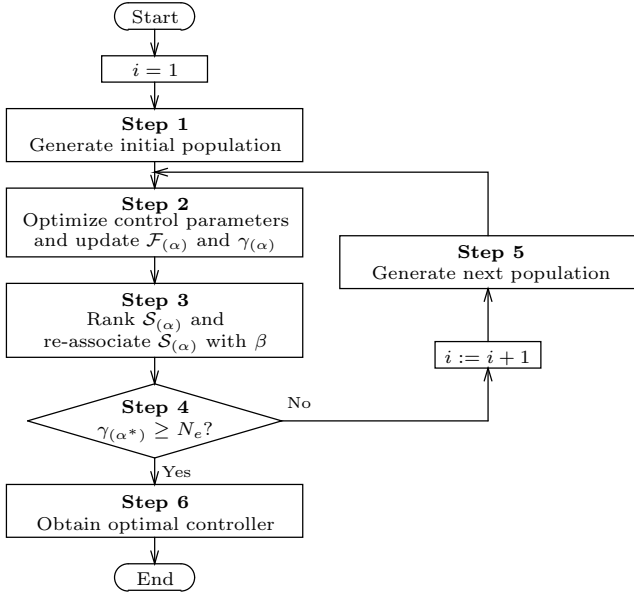 Start
i = 1
Step 1
Generate initial population
Step 2
Optimize control parameters
and update ℱ(α) and γ(α)
Step 3
Rank 𝒮(α) and
re-associate 𝒮(α) with β
Step 4
γ(α*) ≥ Nₑ?
No
Yes
i := i + 1
Step 5
Generate next population
Step 6
Obtain optimal controller
End